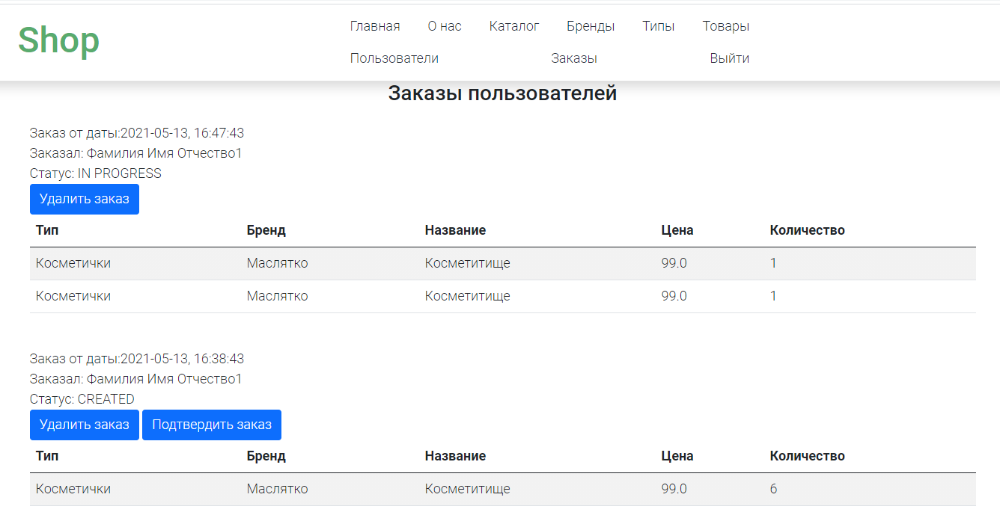 Shop
Главная О нас Каталог Бренды Типы Товары
Пользователи Заказы Выйти
Заказы пользователей
Заказ от даты:2021-05-13, 16:47:43
Заказал: Фамилия Имя Отчество1
Статус: IN PROGRESS
Удалить заказ
Тип Бренд Название Цена Количество
Косметички Маслятко Косметитище 99.0 1
Косметички Маслятко Косметитище 99.0 1
Заказ от даты:2021-05-13, 16:38:43
Заказал: Фамилия Имя Отчество1
Статус: CREATED
Удалить заказ Подтвердить заказ
Тип Бренд Название Цена Количество
Косметички Маслятко Косметитище 99.0 6